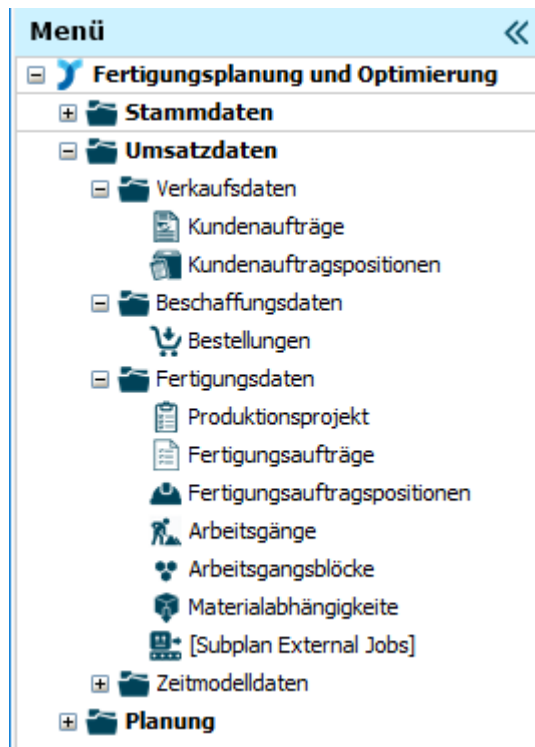 Menü
Fertigungsplanung und Optimierung
Stammdaten
Umsatzdaten
Verkaufsdaten
Kundenaufträge
Kundenauftragspositionen
Beschaffungsdaten
Bestellungen
Fertigungsdaten
Produktionsprojekt
Fertigungsaufträge
Fertigungsauftragspositionen
Arbeitsgänge
Arbeitsgangsblöcke
Materialabhängigkeite
[Subplan External Jobs]
Zeitmodelldaten
Planung